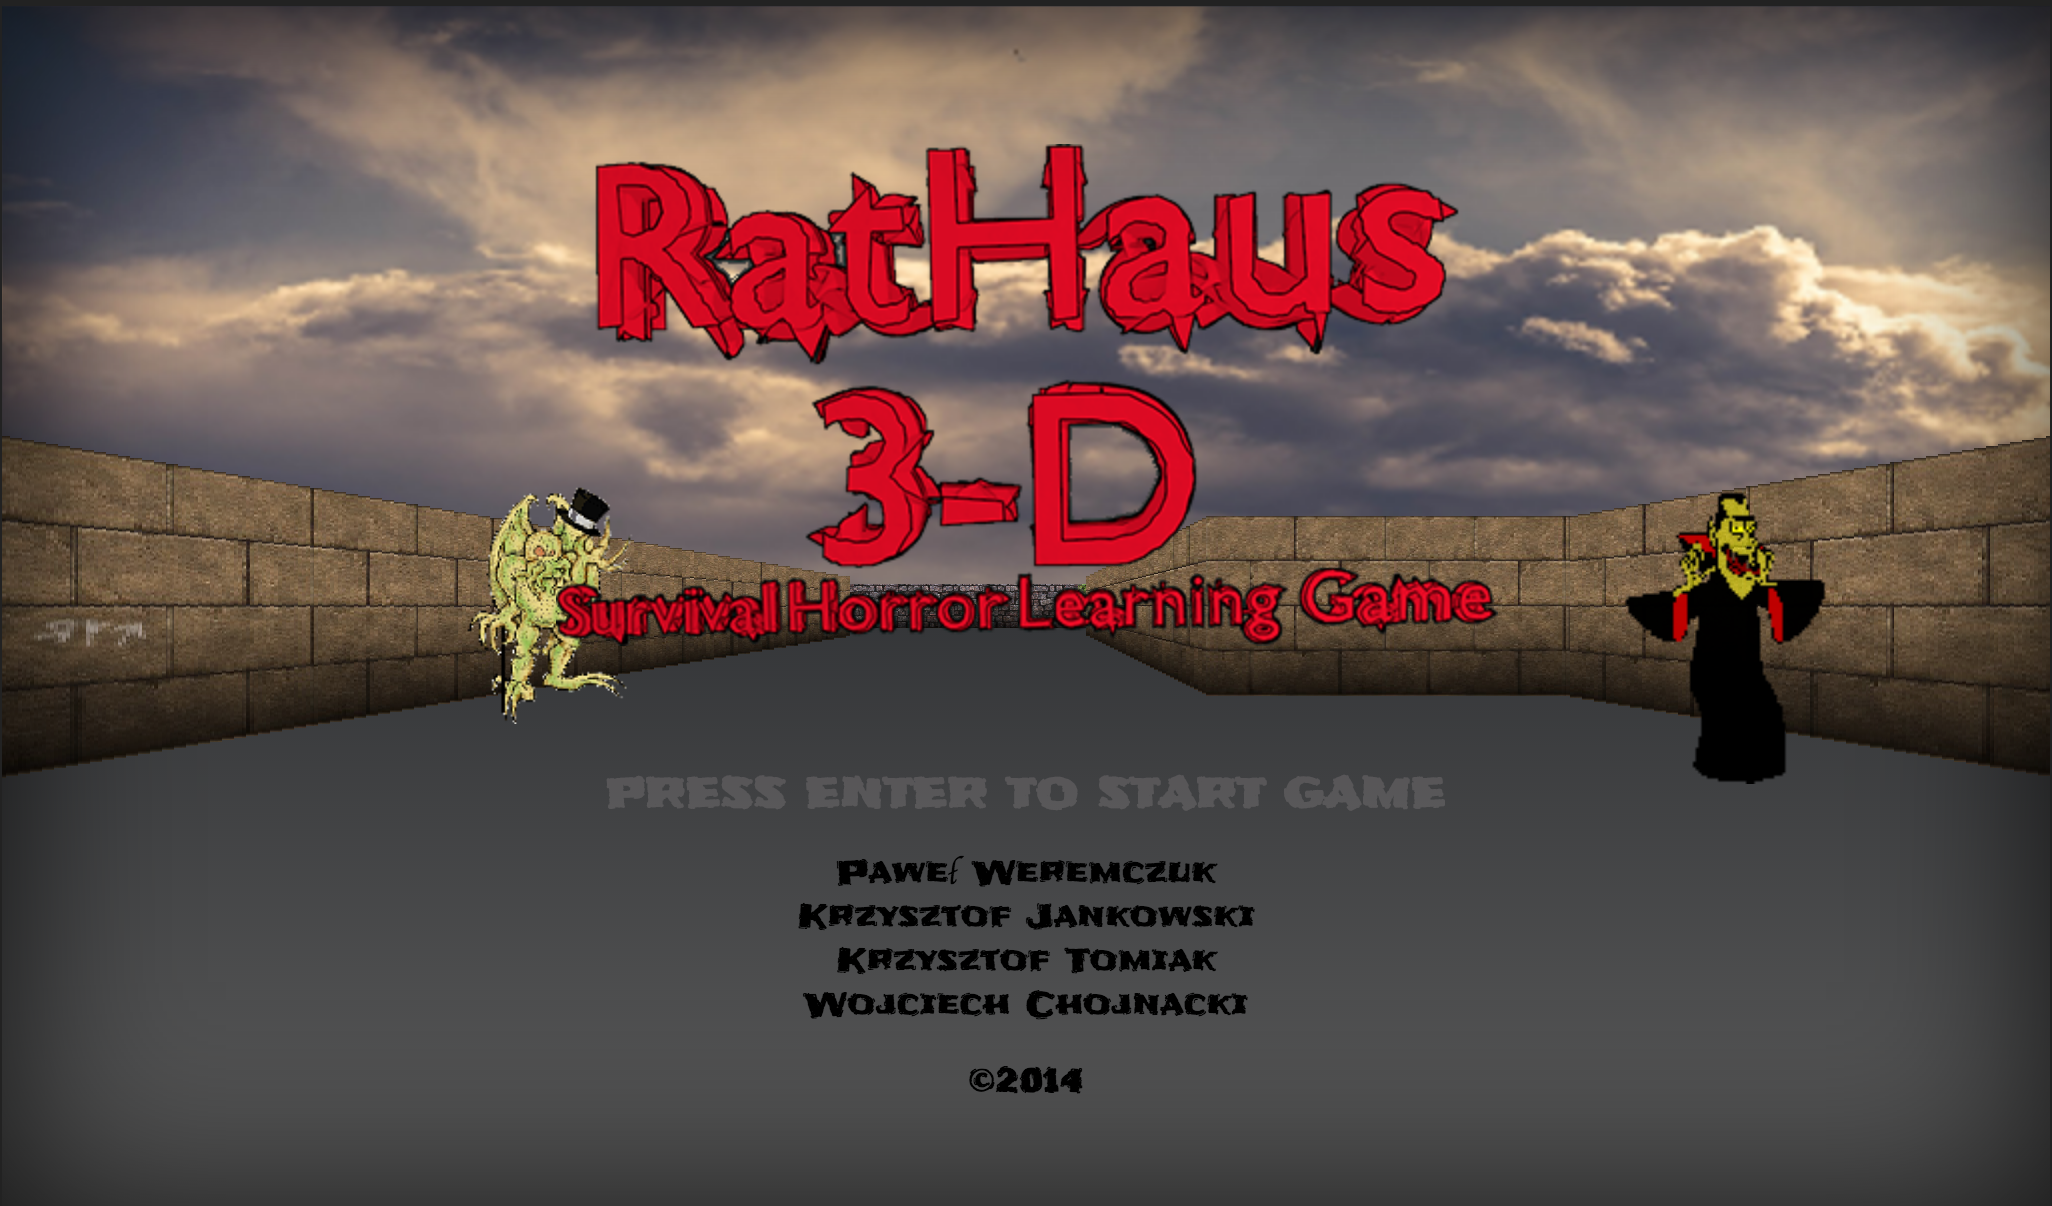 RatHaus
3-D
Survival Horror Learning Game
PRESS ENTER TO START GAME
Paweł Weremczuk
Krzysztof Jankowski
Krzysztof Tomiak
Wojciech Chojnacki
©2014